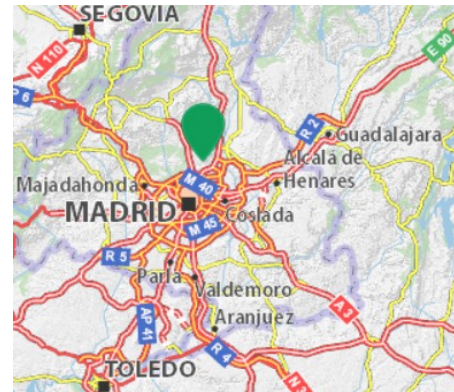 SEGOVIA
N 110
E 90
P 6
R 2
Guadalajara
Alcalá de
Henares
M 40
Majadahonda
MADRID
Coslada
M 45
R 5
Parla
Valdemoro
A 3
AP 41
Aranjuez
R 4
TOLEDO